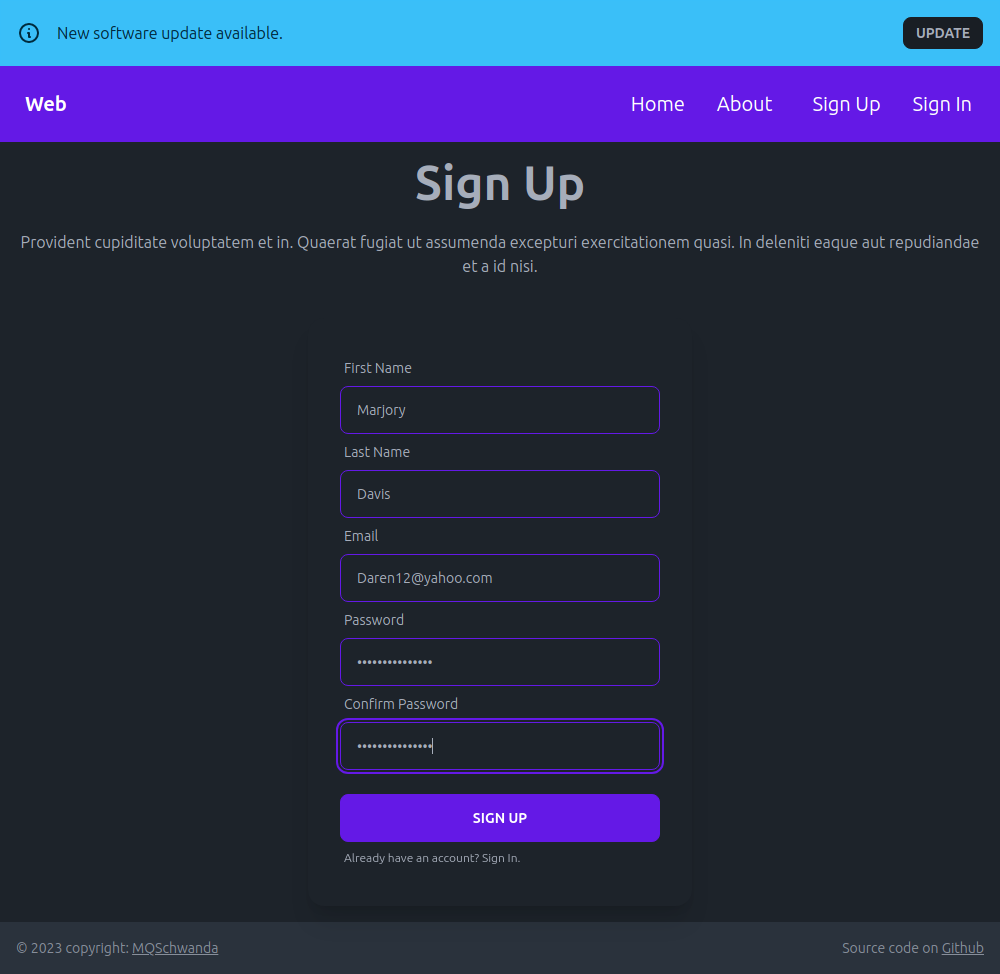 New software update available.
UPDATE
Web
Home
About
Sign Up
Sign In
Sign Up
Provident cupiditate voluptatem et in. Quaerat fugiat ut assumenda excepturi exercitationem quasi. In deleniti eaque aut repudiandae
et a id nisi.
First Name
Marjory
Last Name
Davis
Email
Daren12@yahoo.com
Password
•••••••••••••••
Confirm Password
•••••••••••••••
SIGN UP
Already have an account? Sign In.
© 2023 copyright: MQSchwanda
Source code on Github